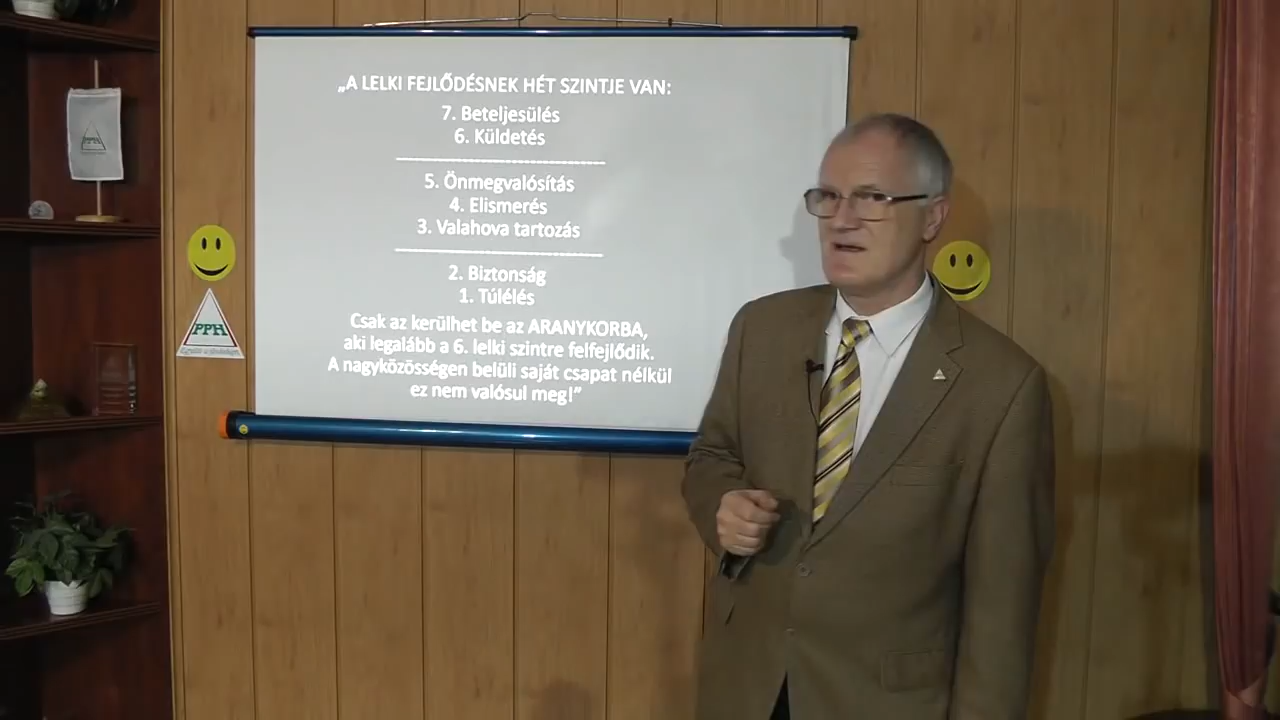 „A LELKI FEJLŐDÉSNEK HÉT SZINTJE VAN:
7. Beteljesülés
6. Küldetés
5. Önmegvalósítás
4. Elismerés
3. Valahova tartozás
2. Biztonság
1. Túlélés
Csak az kerülhet be az ARANYKORBA,
aki legalább a 6. lelki szintre felfejlődik.
A nagyközösségen belüli saját csapat nélkül
ez nem valósul meg!”
PPH